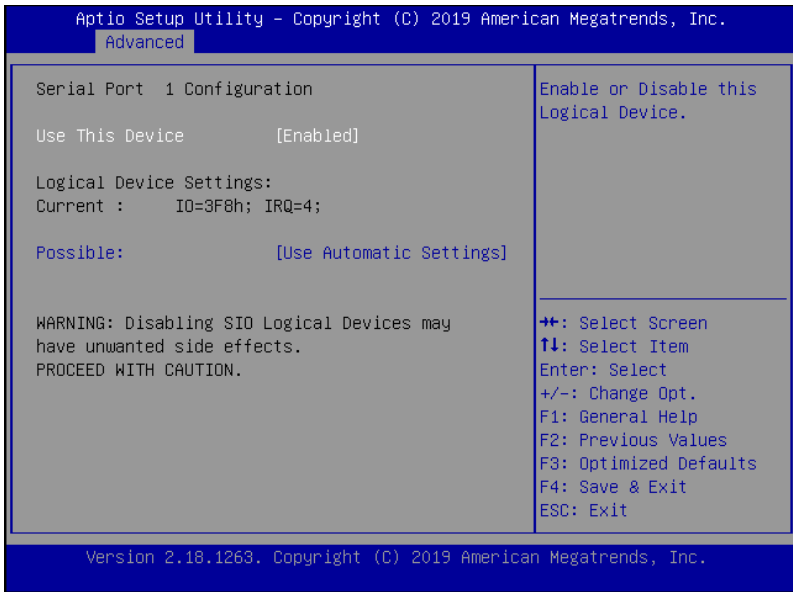 Aptio Setup Utility – Copyright (C) 2019 American Megatrends, Inc.
Advanced
Serial Port 1 Configuration
Use This Device [Enabled]
Logical Device Settings:
Current : IO=3F8h; IRQ=4;
Possible: [Use Automatic Settings]
WARNING: Disabling SIO Logical Devices may
have unwanted side effects.
PROCEED WITH CAUTION.
Enable or Disable this
Logical Device.
→←: Select Screen
↑↓: Select Item
Enter: Select
+/-: Change Opt.
F1: General Help
F2: Previous Values
F3: Optimized Defaults
F4: Save & Exit
ESC: Exit
Version 2.18.1263. Copyright (C) 2019 American Megatrends, Inc.